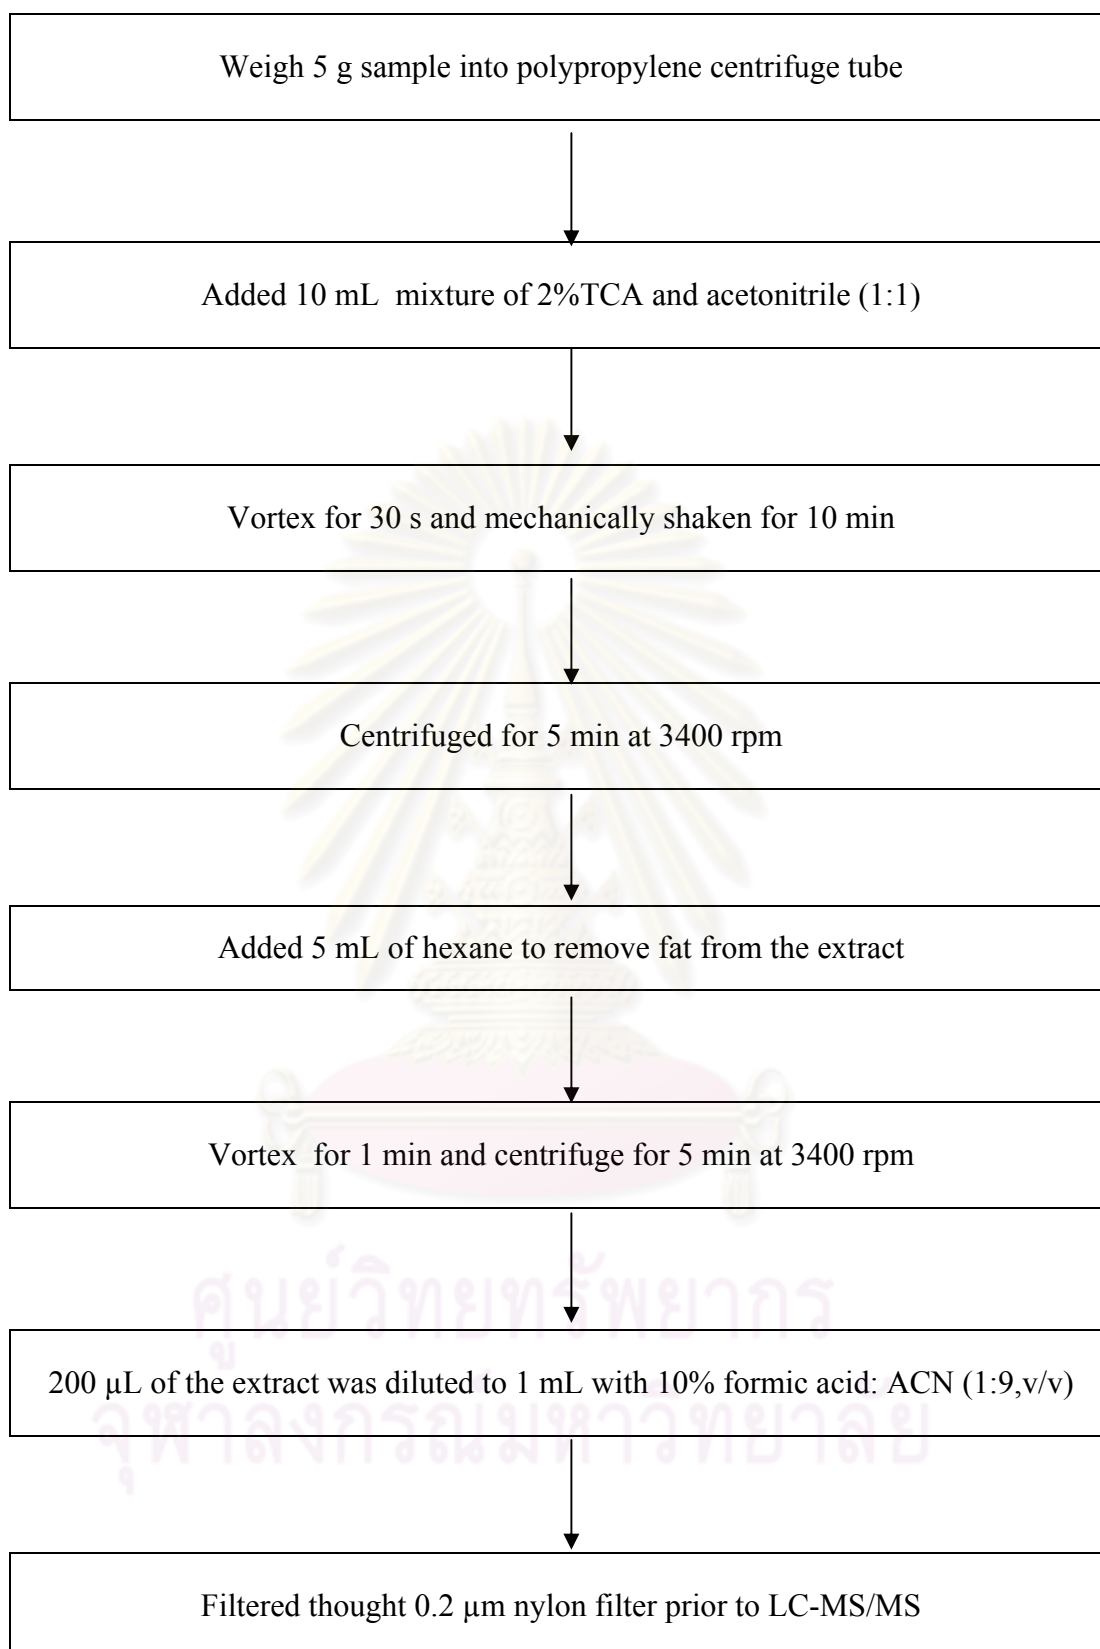 Weigh 5 g sample into polypropylene centrifuge tube
Added 10 mL  mixture of 2%TCA and acetonitrile (1:1)
Vortex for 30 s and mechanically shaken for 10 min
Centrifuged for 5 min at 3400 rpm
Added 5 mL of hexane to remove fat from the extract
Vortex  for 1 min and centrifuge for 5 min at 3400 rpm
ศูนย์วิทยทรัพยากร
200 µL of the extract was diluted to 1 mL with 10% formic acid: ACN (1:9,v/v)
จุฬาลงกรณ์มหาวิทยาลัย
Filtered thought 0.2 µm nylon filter prior to LC-MS/MS